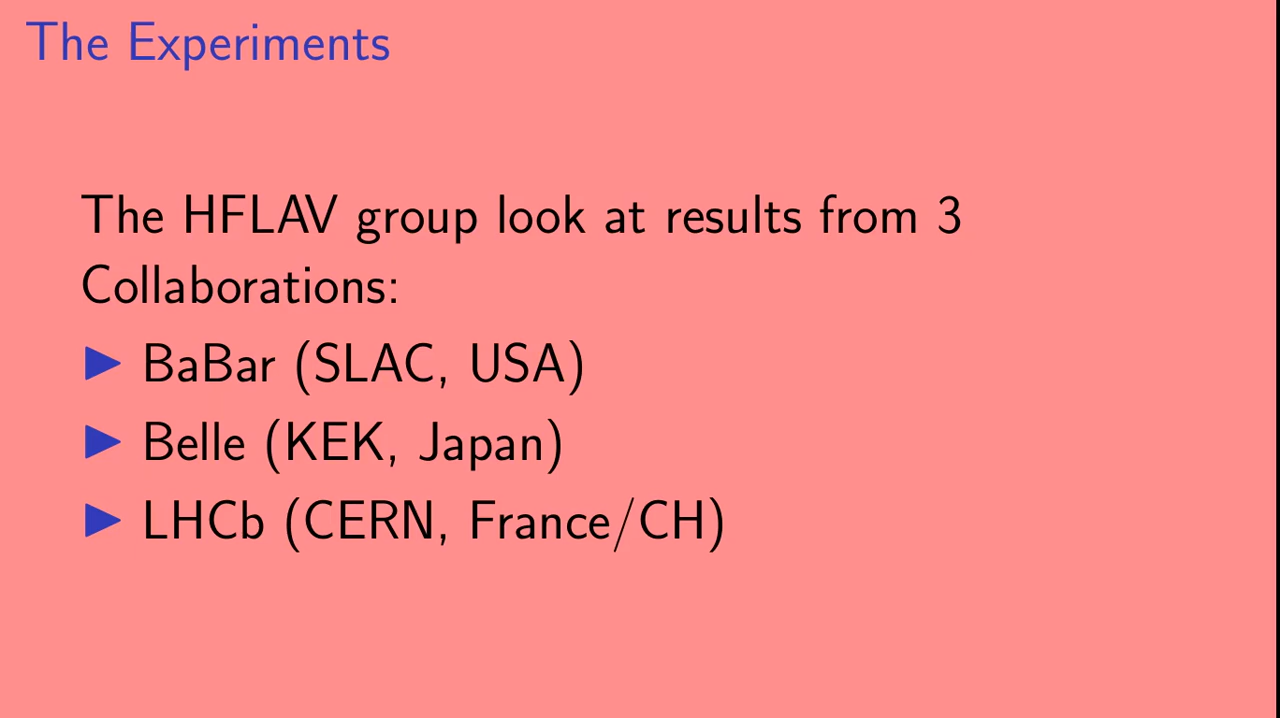 The Experiments
The HFLAV group look at results from 3
Collaborations:
▶ BaBar (SLAC, USA)
▶ Belle (KEK, Japan)
▶ LHCb (CERN, France/CH)